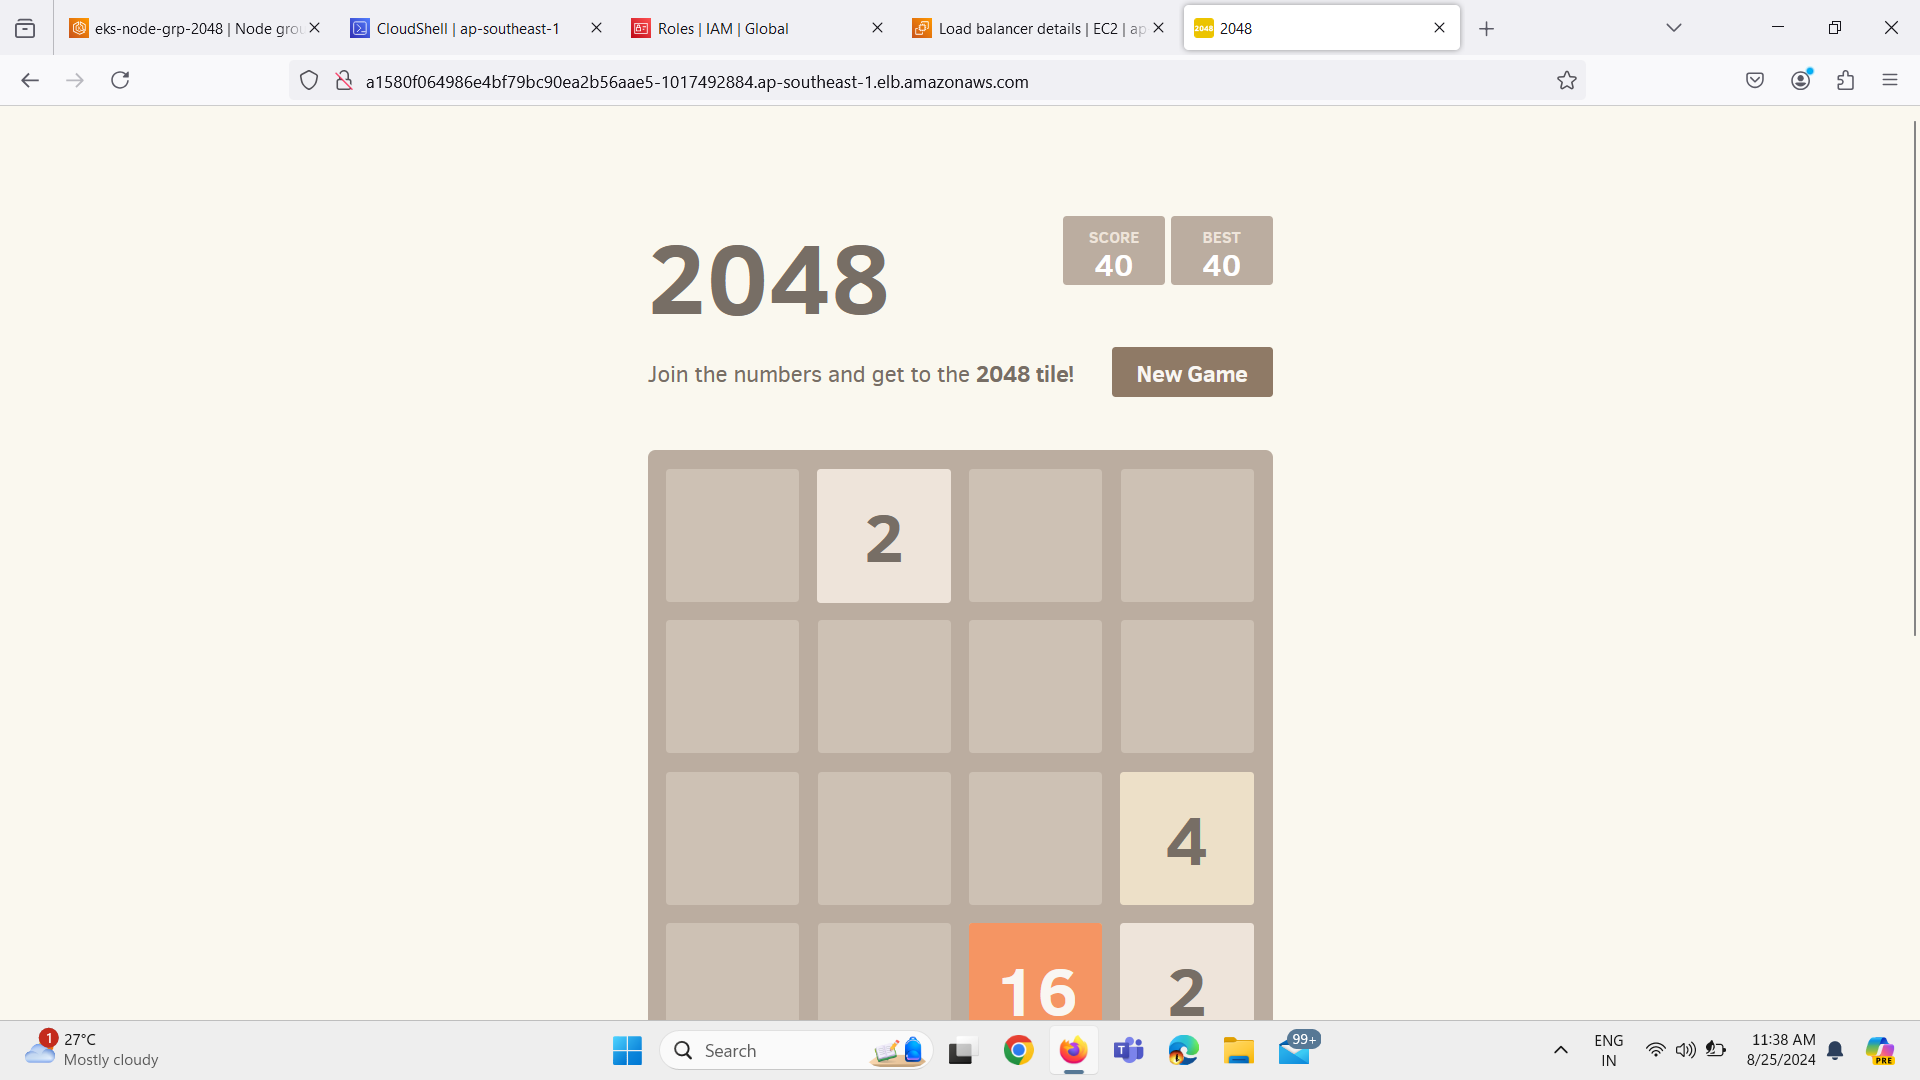 eks-node-grp-2048 | Node grou
CloudShell | ap-southeast-1
Roles | IAM | Global
Load balancer details | EC2 | ap
2048
2048
a1580f064986e4bf79bc90ea2b56aae5-1017492884.ap-southeast-1.elb.amazonaws.com
2048
SCORE
40
BEST
40
Join the numbers and get to the 2048 tile!
New Game
2
4
16
2
1
27°C
Mostly cloudy
Search
99+
ENG
IN
11:38 AM
8/25/2024
PRE